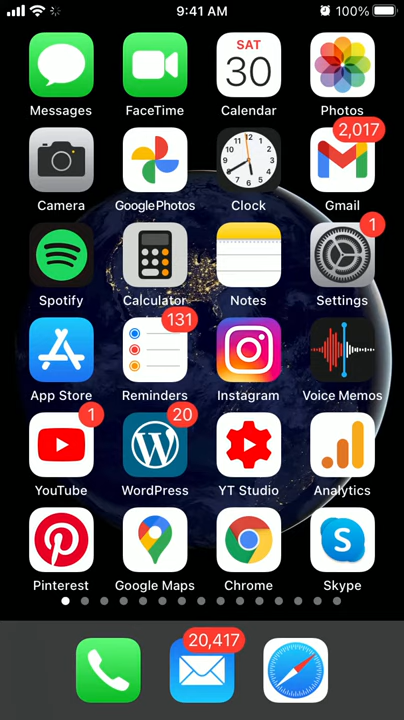 9:41 AM
100%
SAT
30
Messages
FaceTime
Calendar
Photos
2,017
Camera
Google Photos
Clock
Gmail
1
Spotify
Calculator
Notes
Settings
131
App Store
Reminders
Instagram
Voice Memos
1
20
YouTube
WordPress
YT Studio
Analytics
Pinterest
Google Maps
Chrome
Skype
20,417